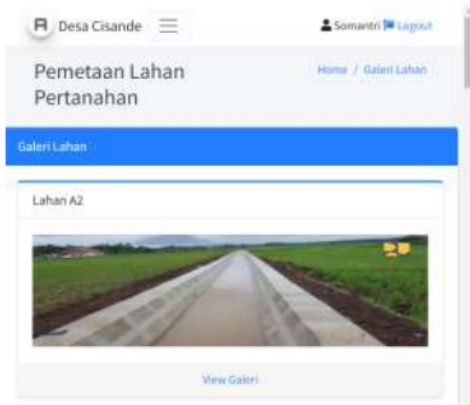 Desa Cisande
Somantri Logout
Pemetaan Lahan
Pertanahan
Home / Galeri Lahan
Galeri Lahan
Lahan A2
View Galeri